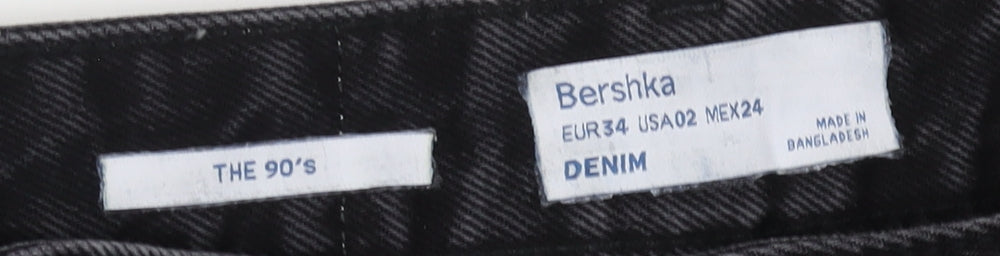 THE 90's
Bershka
EUR34 USA02 MEX24
DENIM
MADE IN
BANGLADESH